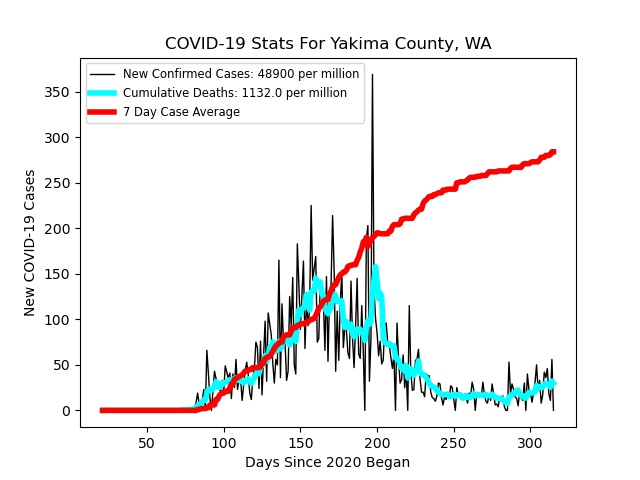 COVID-19 Stats For Yakima County, WA
New Confirmed Cases: 48900 per million
Cumulative Deaths: 1132.0 per million
7 Day Case Average
New COVID-19 Cases
350
300
250
200
150
100
50
0
50 100 150 200 250 300
Days Since 2020 Began